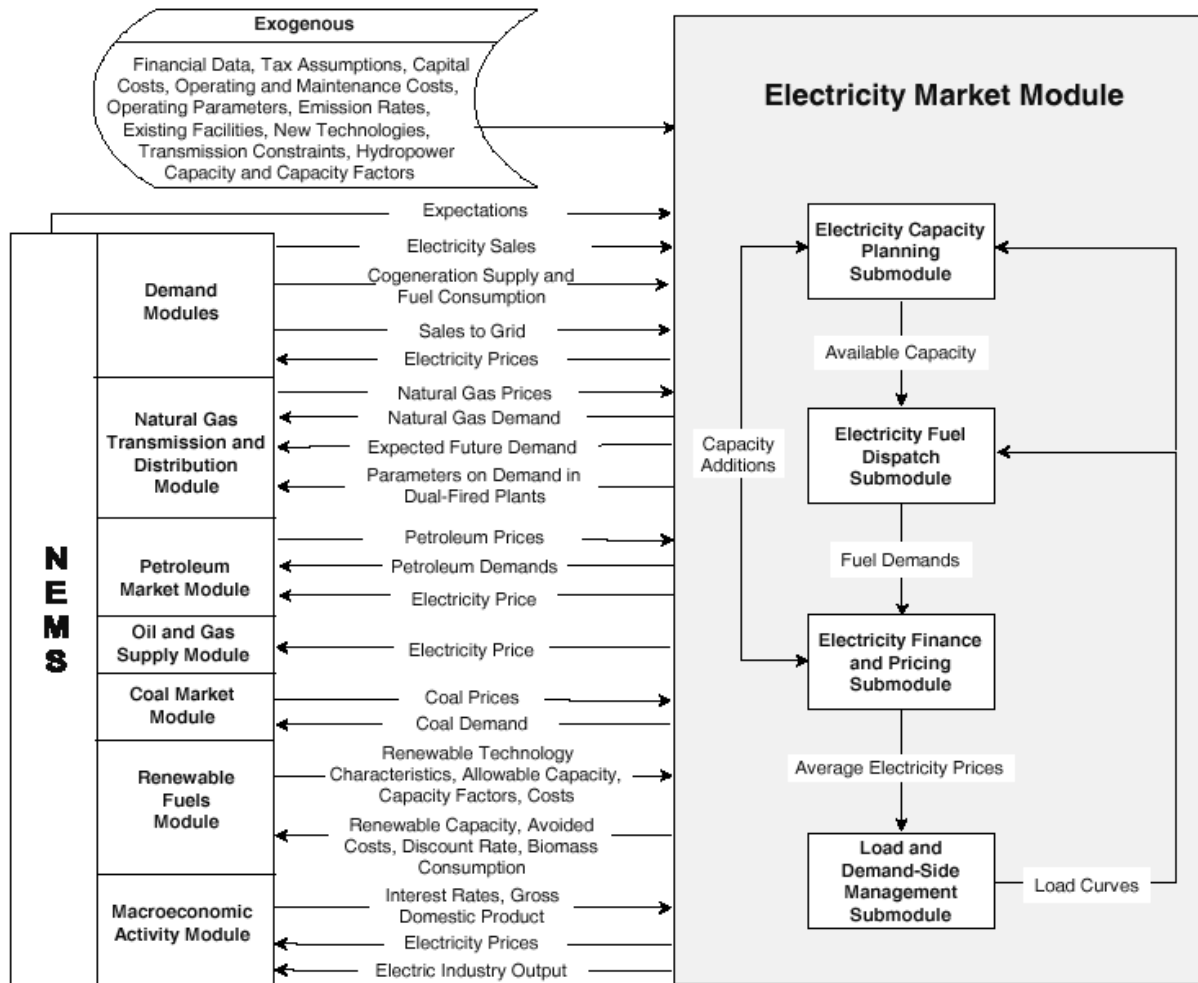 Exogenous
Financial Data, Tax Assumptions, Capital
Costs, Operating and Maintenance Costs,
Operating Parameters, Emission Rates,
Existing Facilities, New Technologies,
Transmission Constraints, Hydropower
Capacity and Capacity Factors
NEMS
Demand
Modules
Natural Gas
Transmission and
Distribution
Module
Petroleum
Market Module
Oil and Gas
Supply Module
Coal Market
Module
Renewable
Fuels
Module
Macroeconomic
Activity Module
Expectations
Electricity Sales
Cogeneration Supply and
Fuel Consumption
Sales to Grid
Electricity Prices
Natural Gas Prices
Natural Gas Demand
Expected Future Demand
Parameters on Demand in
Dual-Fired Plants
Petroleum Prices
Petroleum Demands
Electricity Price
Electricity Price
Coal Prices
Coal Demand
Renewable Technology
Characteristics, Allowable Capacity,
Capacity Factors, Costs
Renewable Capacity, Avoided
Costs, Discount Rate, Biomass
Consumption
Interest Rates, Gross
Domestic Product
Electricity Prices
Electric Industry Output
Electricity Market Module
Electricity Capacity
Planning
Submodule
Available Capacity
Electricity Fuel
Dispatch
Submodule
Capacity
Additions
Fuel Demands
Electricity Finance
and Pricing
Submodule
Average Electricity Prices
Load and
Demand-Side
Management
Submodule
Load Curves